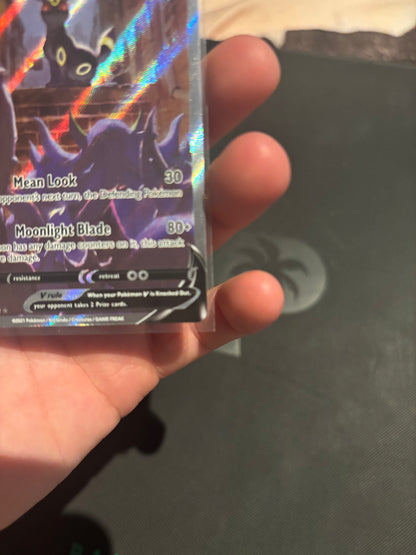 Mean Look 30
opponent's next turn, the Defending Pokémon
Moonlight Blade 80+
on has any damage counters on it, this attack
e damage.
resistance retreat
V rule When your Pokémon V is Knocked Out,
your opponent takes 2 Prize cards.
©2021 Pokémon / Nintendo / Creatures / GAME FREAK